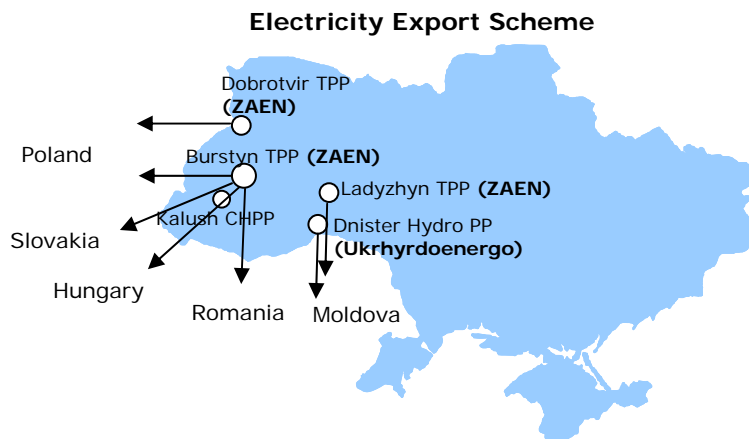 Electricity Export Scheme
Dobrotvir TPP
(ZAEN)
Poland
Burstyn TPP (ZAEN)
Ladyzhyn TPP (ZAEN)
Kalush CHPP
Dnister Hydro PP
Slovakia
(Ukrhyrdoenergo)
Hungary
Romania
Moldova